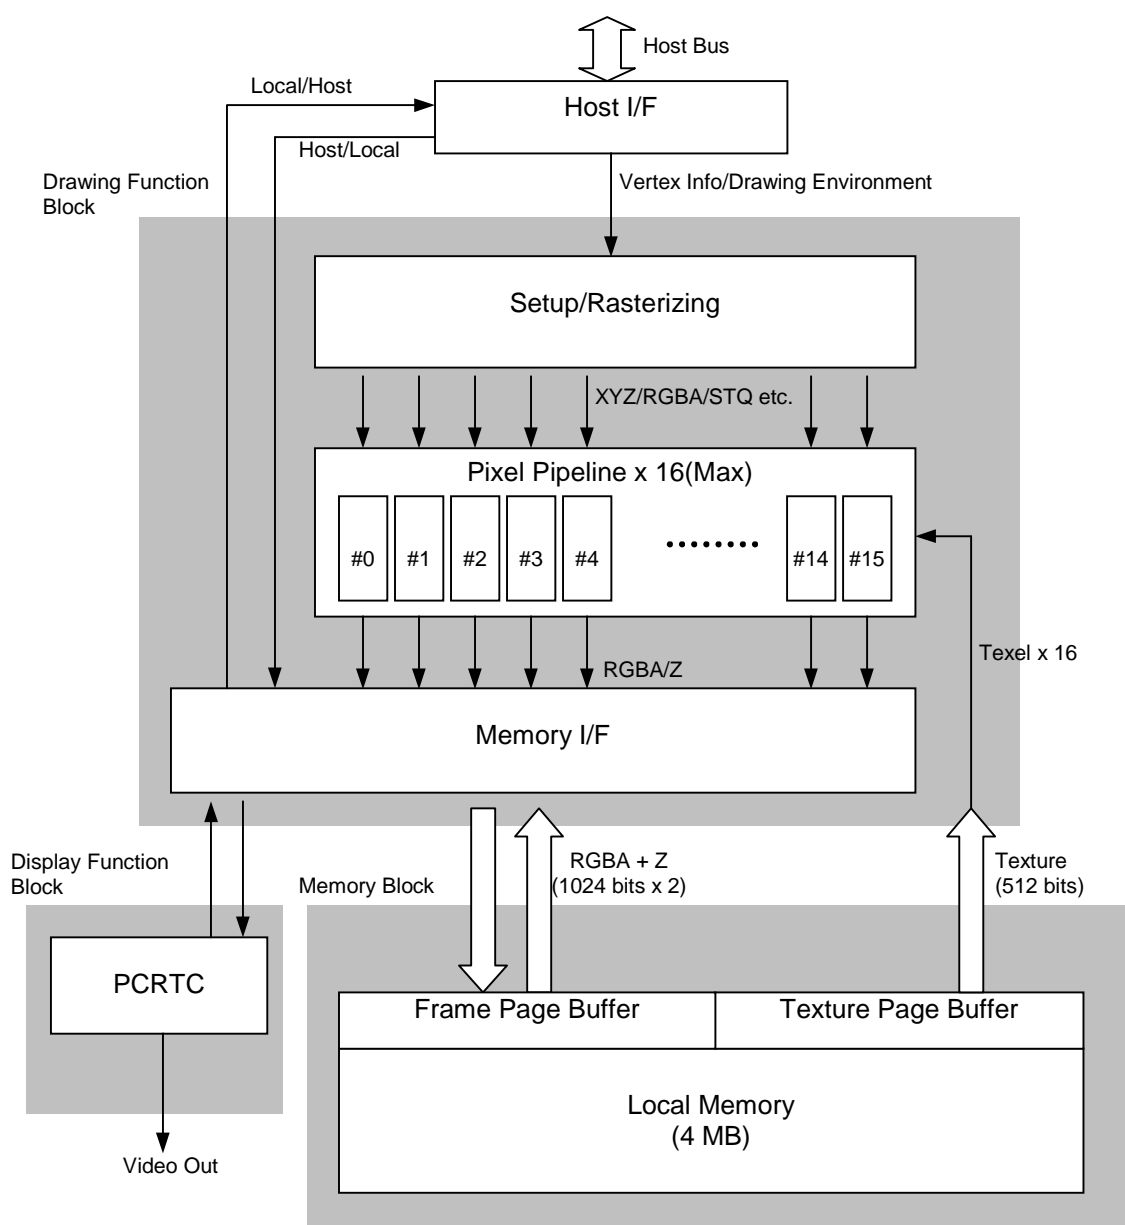 Host Bus
Local/Host
Host I/F
Host/Local
Drawing Function
Block
Vertex Info/Drawing Environment
Setup/Rasterizing
XYZ/RGBA/STQ etc.
Pixel Pipeline x 16(Max)
#0 #1 #2 #3 #4 #14 #15
Texel x 16
RGBA/Z
Memory I/F
Display Function
Block
Memory Block
RGBA + Z
(1024 bits x 2)
Texture
(512 bits)
PCRTC
Frame Page Buffer
Texture Page Buffer
Local Memory
(4 MB)
Video Out